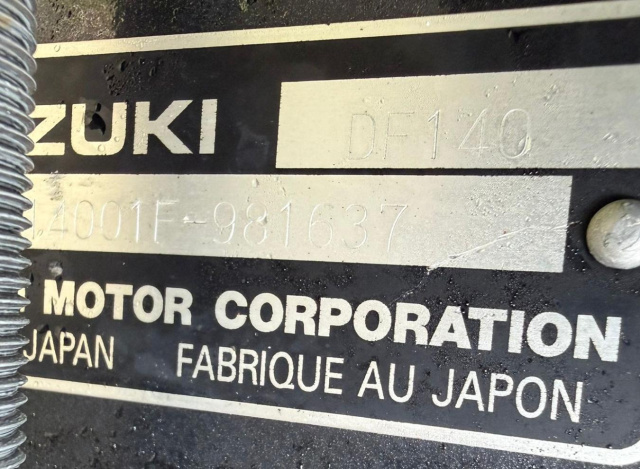 ZUKI DF140
14001F-981637
MOTOR CORPORATION
JAPAN FABRIQUE AU JAPON